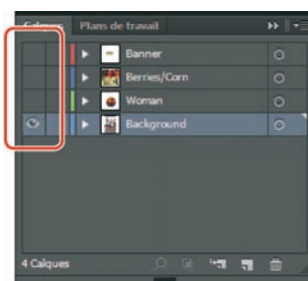 Calques Plans de travail
Banner
Berries/Corn
Woman
Background
4 Calques